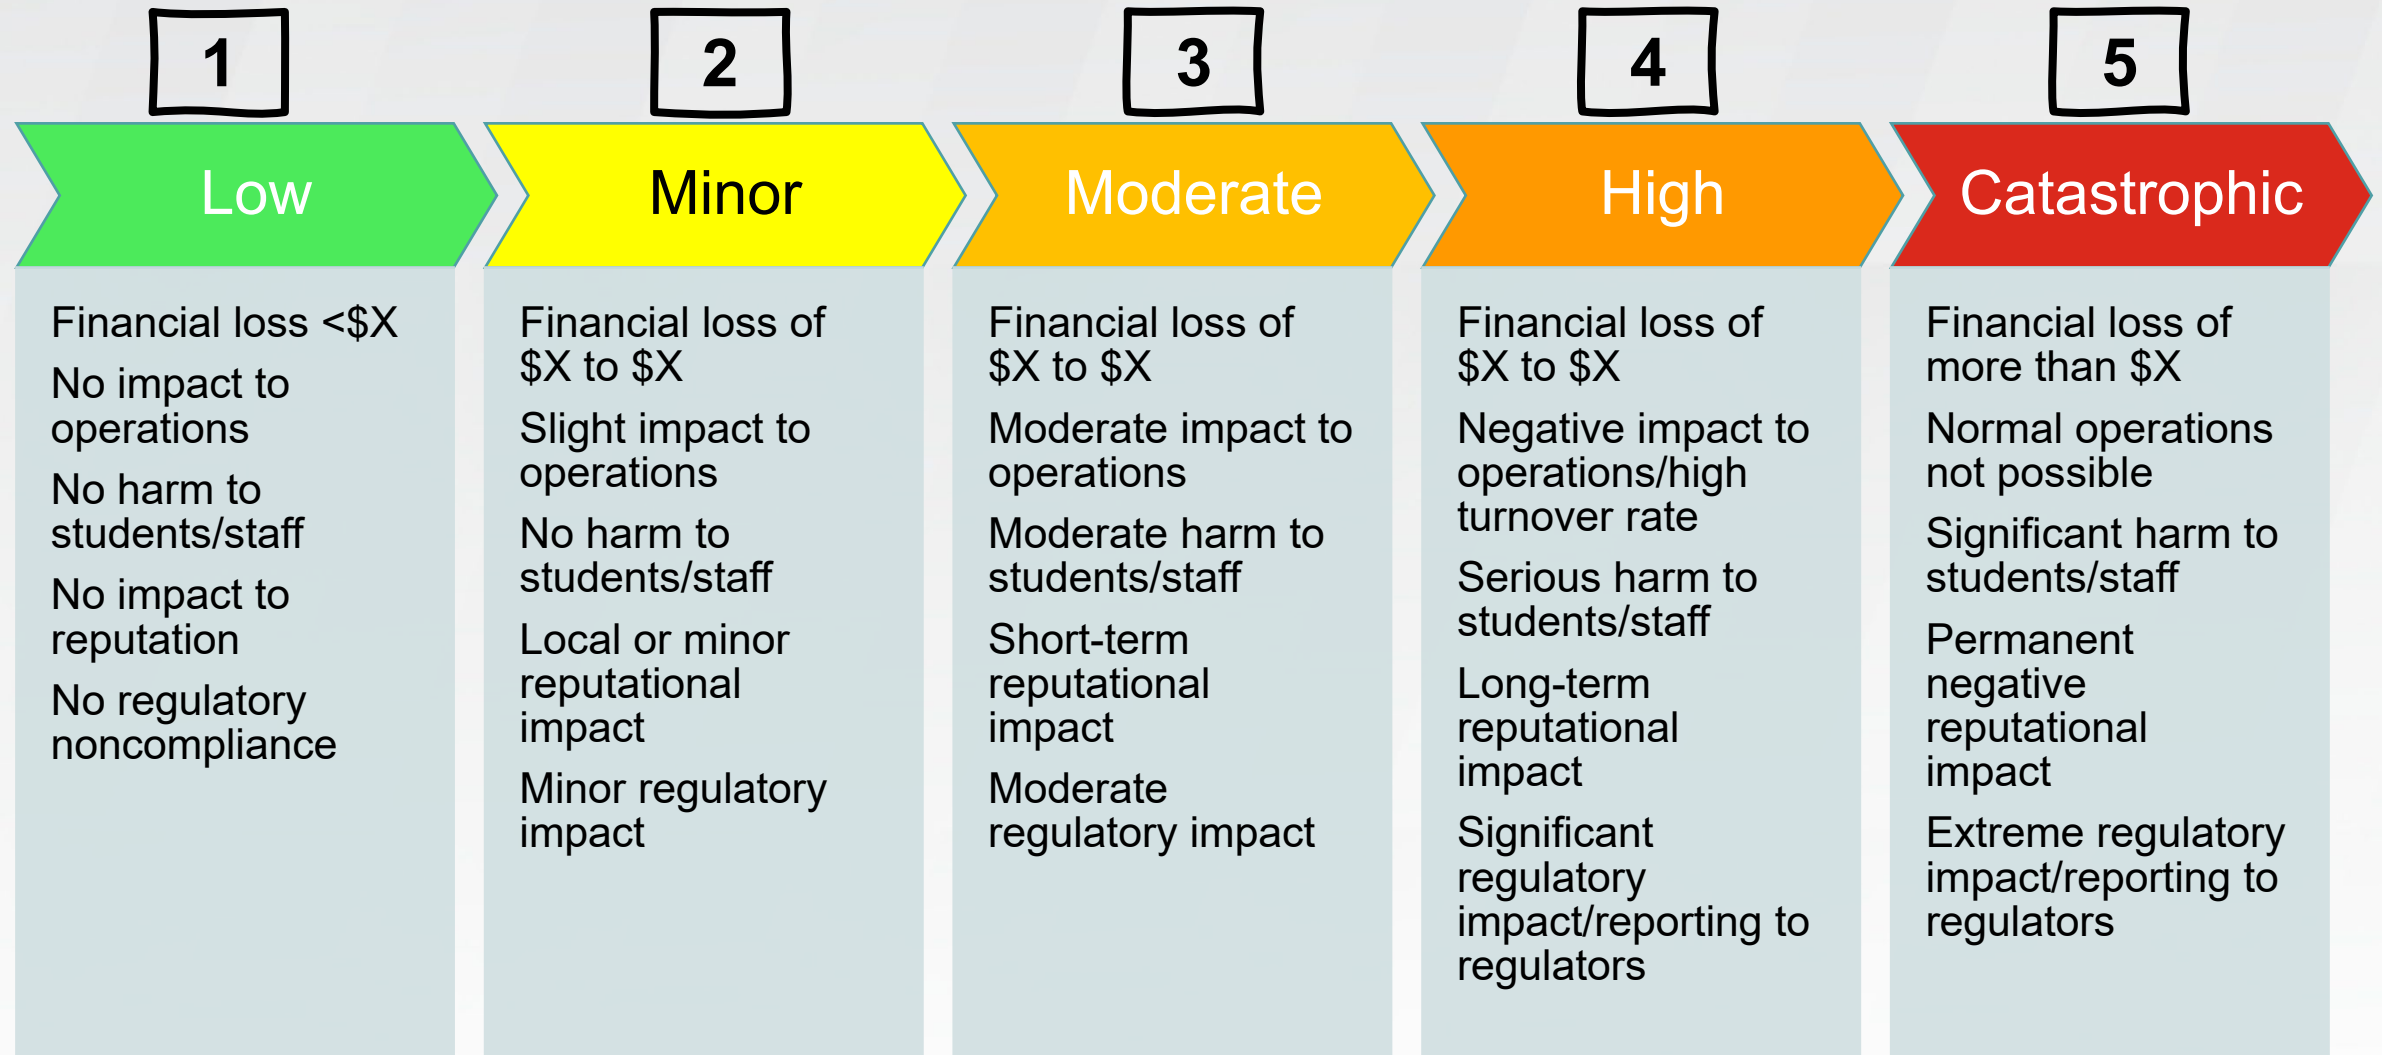 1
Low
Financial loss <$X
No impact to
operations
No harm to
students/staff
No impact to
reputation
No regulatory
noncompliance
2
Minor
Financial loss of
$X to $X
Slight impact to
operations
No harm to
students/staff
Local or minor
reputational
impact
Minor regulatory
impact
3
Moderate
Financial loss of
$X to $X
Moderate impact to
operations
Moderate harm to
students/staff
Short-term
reputational
impact
Moderate
regulatory impact
4
High
Financial loss of
$X to $X
Negative impact to
operations/high
turnover rate
Serious harm to
students/staff
Long-term
reputational
impact
Significant
regulatory
impact/reporting to
regulators
5
Catastrophic
Financial loss of
more than $X
Normal operations
not possible
Significant harm to
students/staff
Permanent
negative
reputational
impact
Extreme regulatory
impact/reporting to
regulators